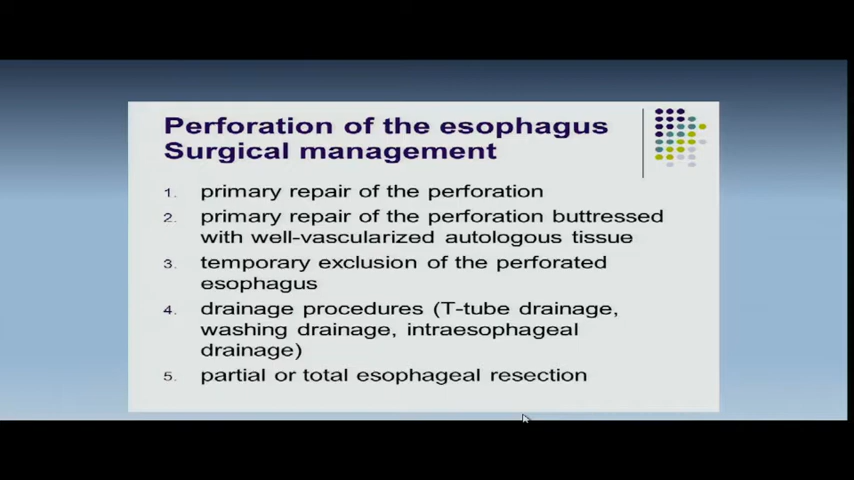 Perforation of the esophagus
Surgical management
1. primary repair of the perforation
2. primary repair of the perforation buttressed
with well-vascularized autologous tissue
3. temporary exclusion of the perforated
esophagus
4. drainage procedures (T-tube drainage,
washing drainage, intraesophageal
drainage)
5. partial or total esophageal resection